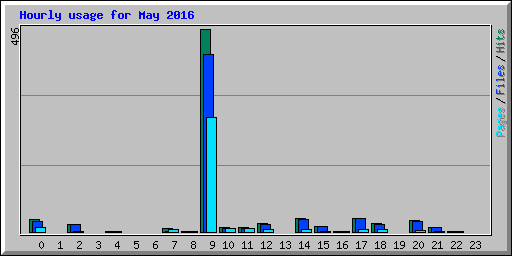 Hourly usage for May 2016
496
Pages/Files/Hits
0 1 2 3 4 5 6 7 8 9 10 11 12 13 14 15 16 17 18 19 20 21 22 23